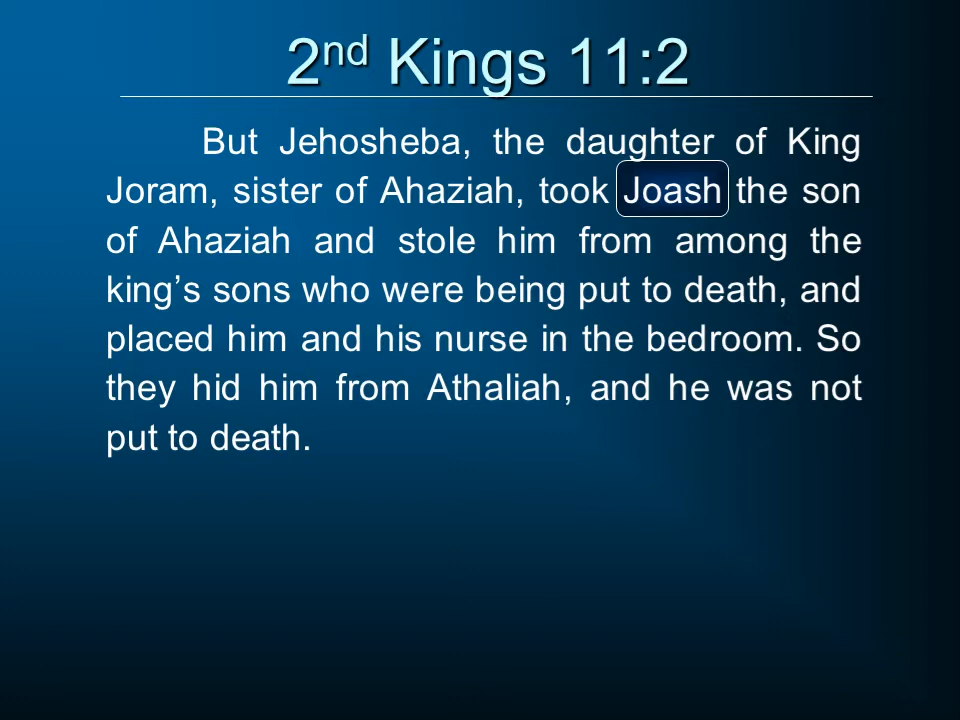 2nd Kings 11:2
But Jehosheba, the daughter of King
Joram, sister of Ahaziah, took Joash the son
of Ahaziah and stole him from among the
king’s sons who were being put to death, and
placed him and his nurse in the bedroom. So
they hid him from Athaliah, and he was not
put to death.